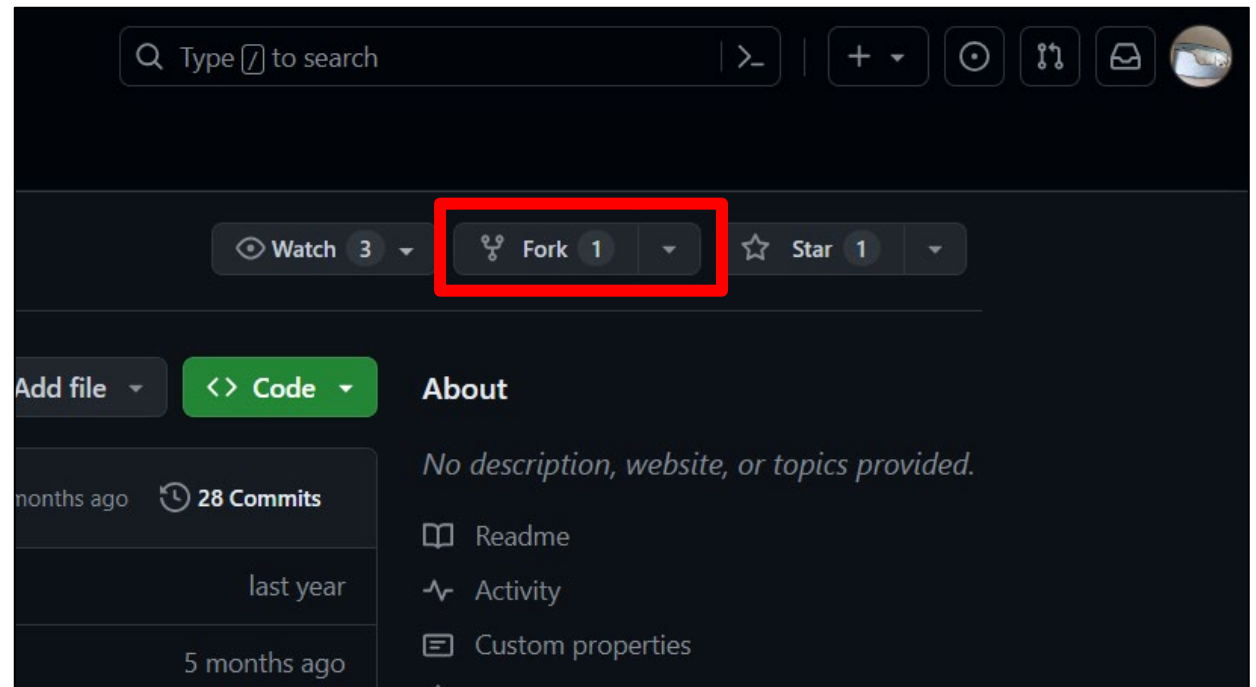 Type / to search
Watch 3
Fork 1
Star 1
Add file
Code
About
No description, website, or topics provided.
months ago
28 Commits
Readme
last year
Activity
Custom properties
5 months ago